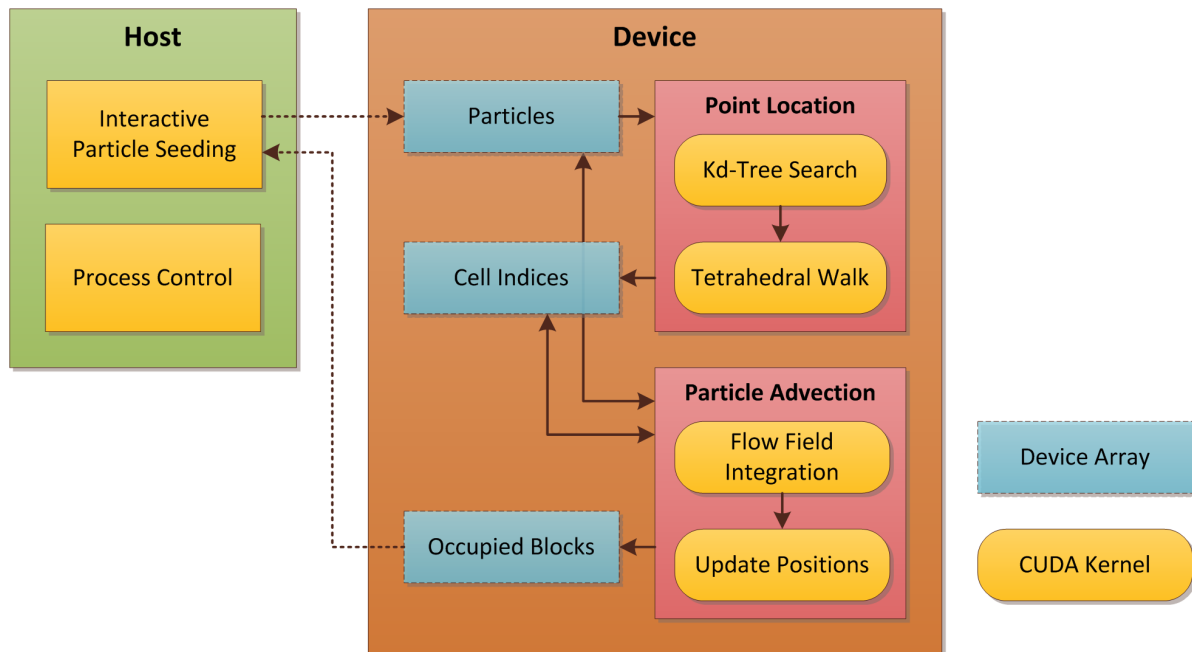 Host
Interactive
Particle Seeding
Process Control
Device
Particles
Cell Indices
Occupied Blocks
Point Location
Kd-Tree Search
Tetrahedral Walk
Particle Advection
Flow Field
Integration
Update Positions
Device Array
CUDA Kernel